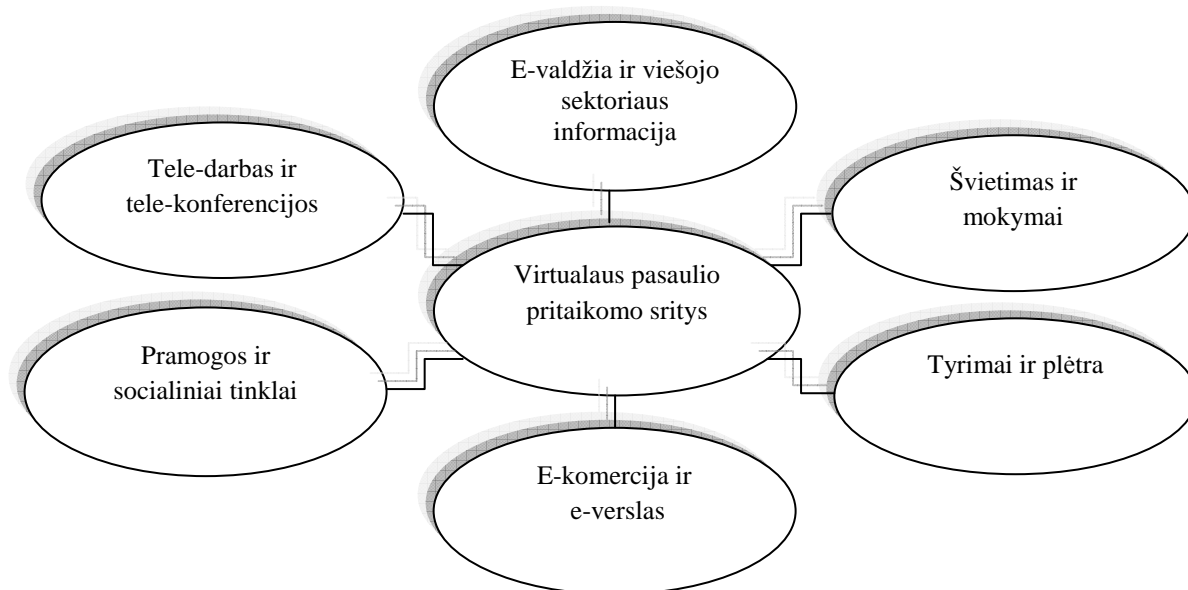 E-valdžia ir viešojo
sektoriaus
informacija
Tele-darbas ir
tele-konferencijos
Švietimas ir
mokymai
Virtualaus pasaulio
pritaikomo sritys
Pramogos ir
socialiniai tinklai
Tyrimai ir plėtra
E-komercija ir
e-verslas